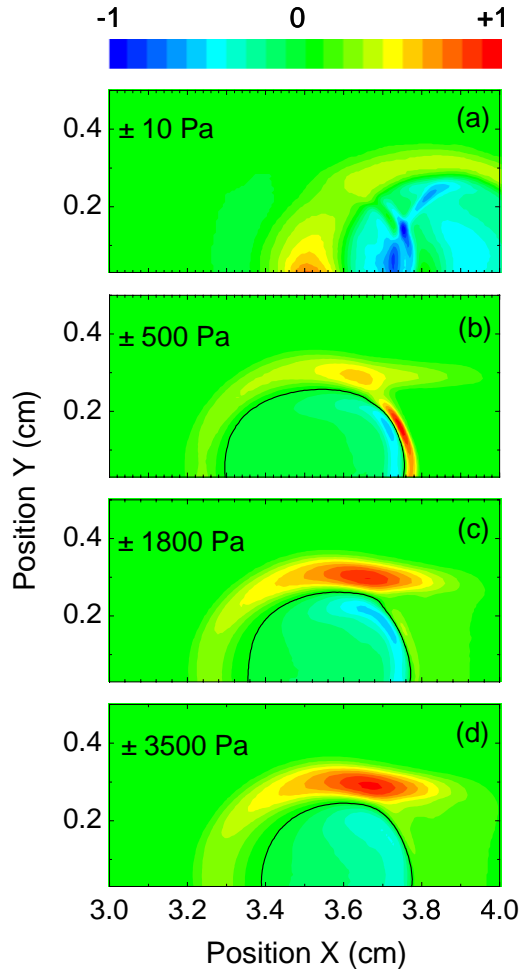 -1 0 +1
(a)
± 10 Pa
0.4
0.2
(b)
± 500 Pa
0.4
0.2
(c)
± 1800 Pa
0.4
0.2
(d)
± 3500 Pa
0.4
0.2
3.0 3.2 3.4 3.6 3.8 4.0
Position X (cm)
Position Y (cm)